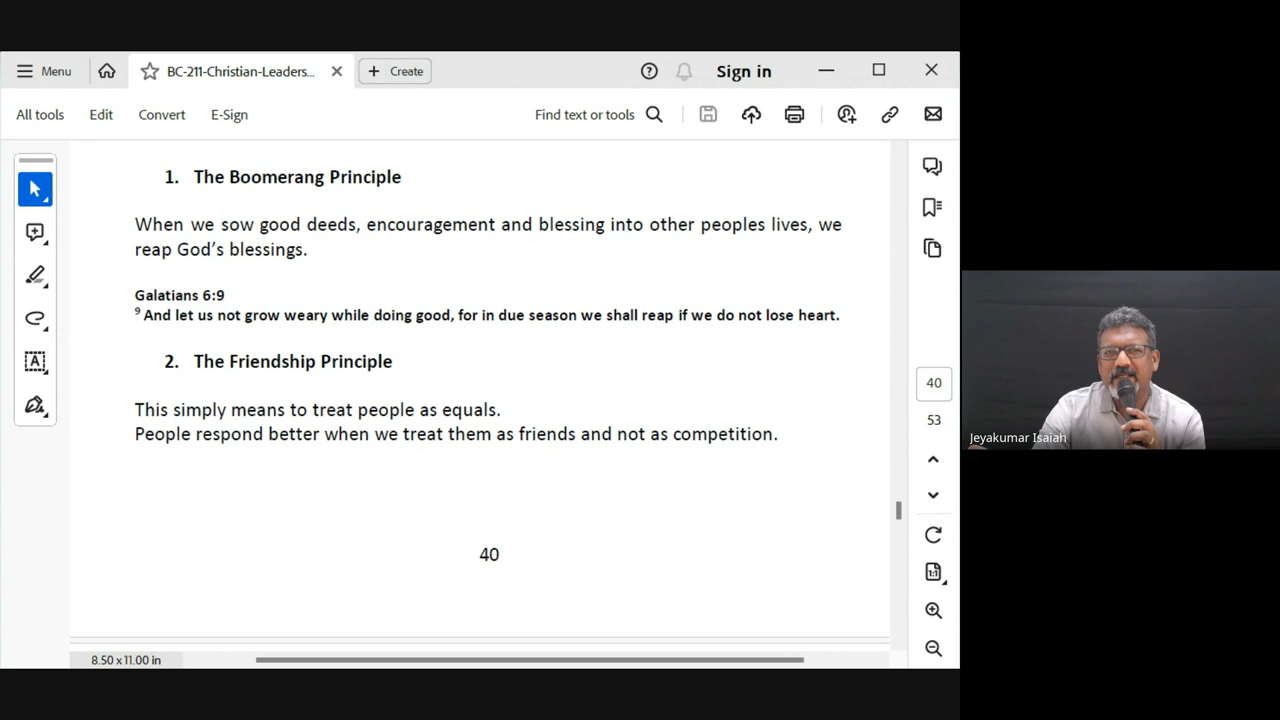 Menu
BC-211-Christian-Leaders...
Create
Sign in
All tools
Edit
Convert
E-Sign
Find text or tools
1. The Boomerang Principle
When we sow good deeds, encouragement and blessing into other peoples lives, we
reap God's blessings.
Galatians 6:9
9 And let us not grow weary while doing good, for in due season we shall reap if we do not lose heart.
2. The Friendship Principle
This simply means to treat people as equals.
People respond better when we treat them as friends and not as competition.
40
8.50 x 11.00 in
40
53
1:1
Jeyakumar Isaiah